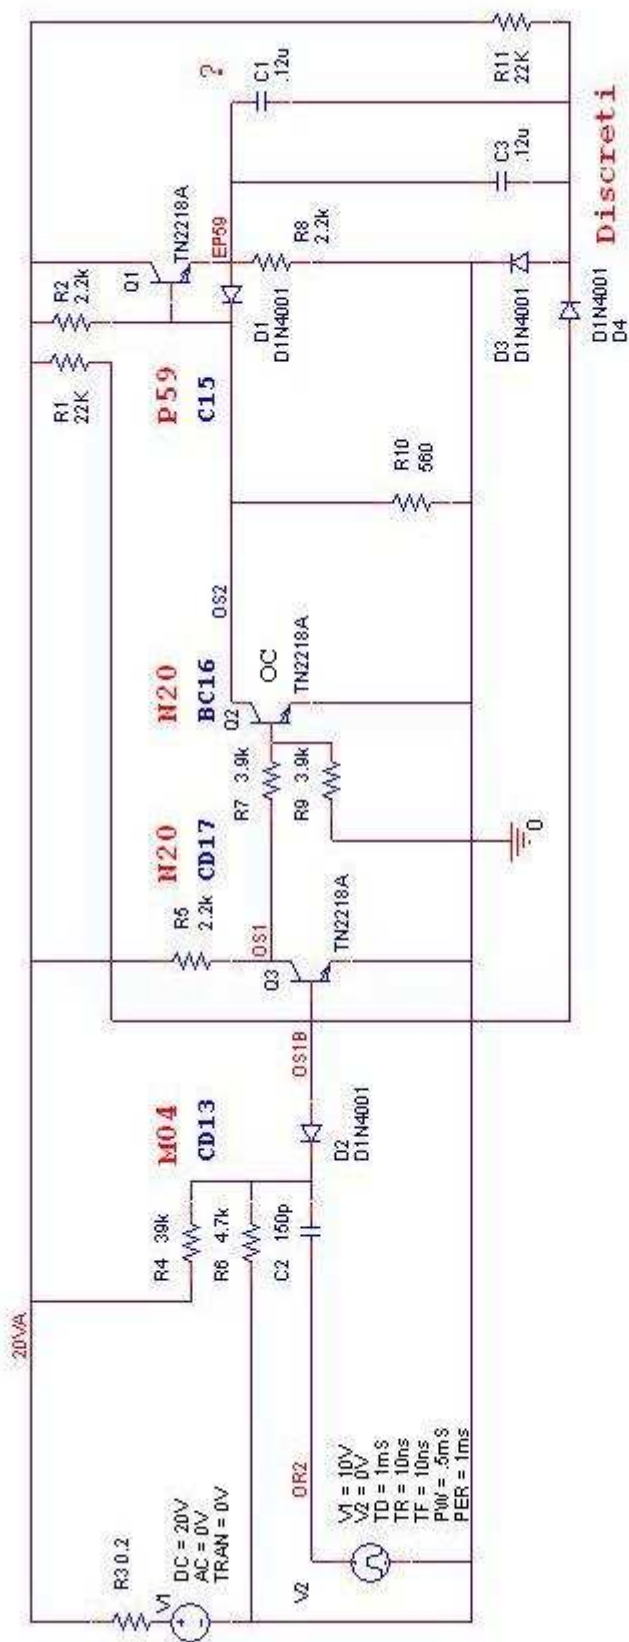 20VA
R3 0.2
V1
DC = 20V
AC = 0V
TRAN = 0V
V2
V1 = 10V
V2 = 0V
TD = 1mS
TR = 10ns
TF = 10ns
PW = .5mS
PER = 1ms
OR2
R4 39k
R6 4.7k
C2 150p
M04
CD13
D2
D1N4001
OS1B
Q3
TN2218A
OS1
R5
2.2k
N20
CD17
R7 3.9k
R9 3.9k
0
N20
BC16
Q2
OC
TN2218A
OS2
R10
560
P59
C15
R1
22K
R2
2.2k
Q1
TN2218A
EP59
D1
D1N4001
R8
2.2k
D3
D1N4001
D1N4001
D4
?
C1
.12u
C3
.12u
R11
22K
Discreti